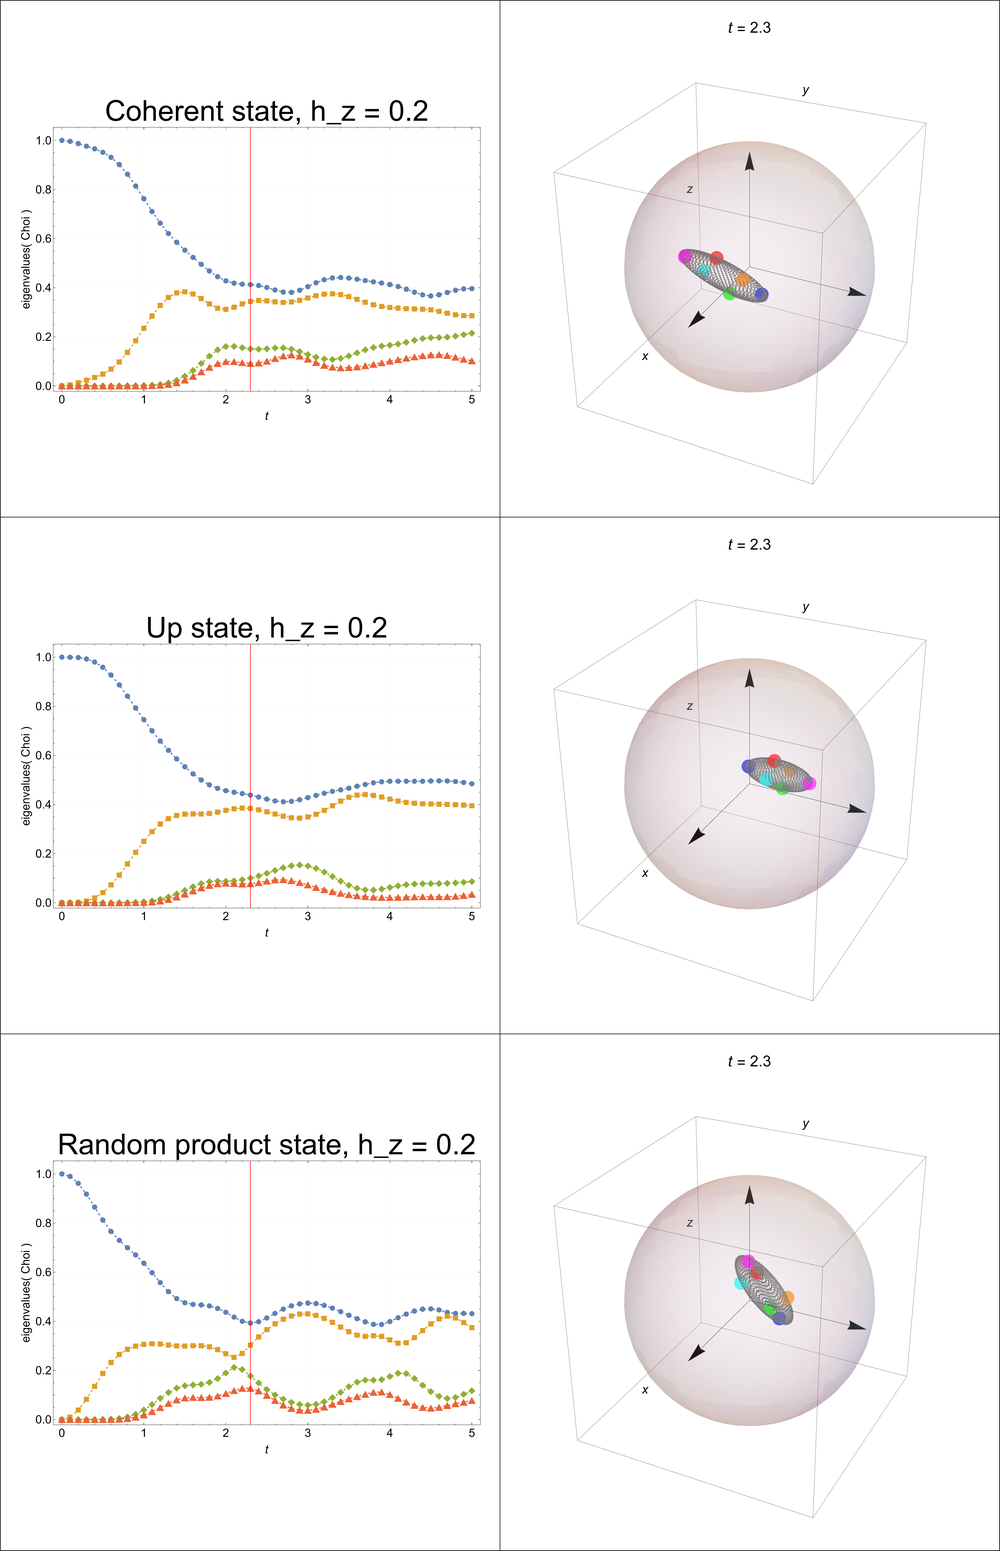 Coherent state, h_z = 0.2
eigenvalues( Choi )
1.0
0.8
0.6
0.4
0.2
0.0
0 1 2 3 4 5
t
t = 2.3
y
z
x
Up state, h_z = 0.2
eigenvalues( Choi )
1.0
0.8
0.6
0.4
0.2
0.0
0 1 2 3 4 5
t
t = 2.3
y
z
x
Random product state, h_z = 0.2
eigenvalues( Choi )
1.0
0.8
0.6
0.4
0.2
0.0
0 1 2 3 4 5
t
t = 2.3
y
z
x